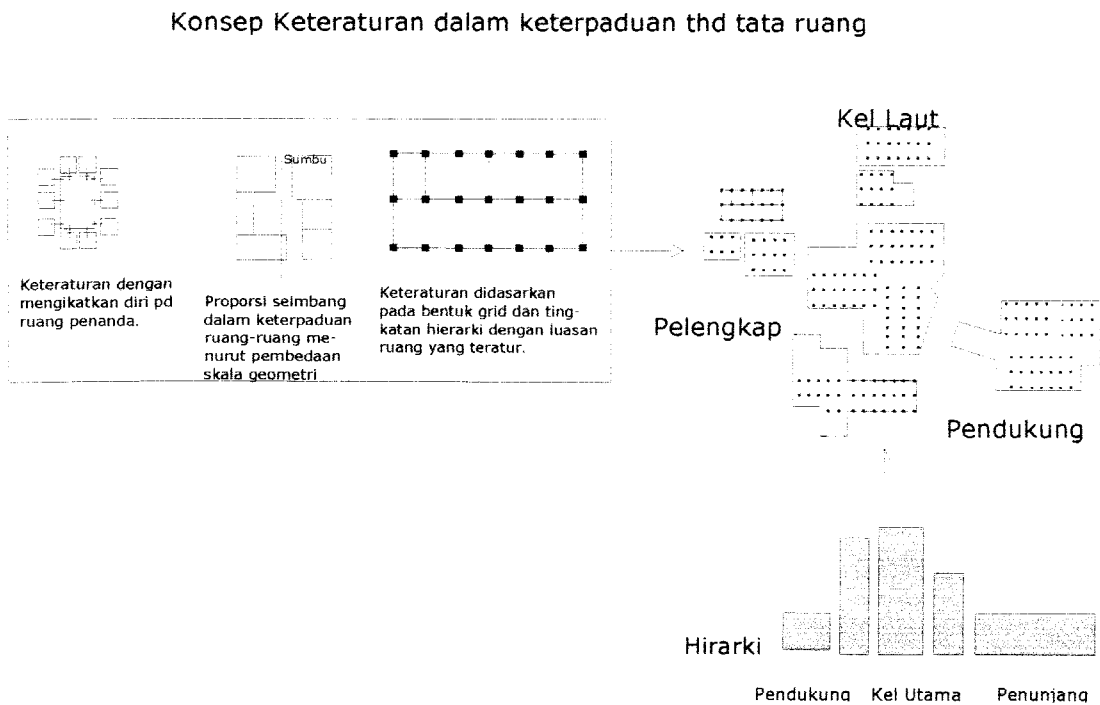 Konsep Keteraturan dalam keterpaduan thd tata ruang
Sumbu
Keteraturan dengan
mengikatkan diri pd
ruang penanda.
Proporsi seimbang
dalam keterpaduan
ruang-ruang me-
nurut pembedaan
skala geometri
Keteraturan didasarkan
pada bentuk grid dan ting-
katan hierarki dengan luasan
ruang yang teratur.
Kel Laut
Pelengkap
Pendukung
Hirarki
Pendukung Kel Utama Penunjang